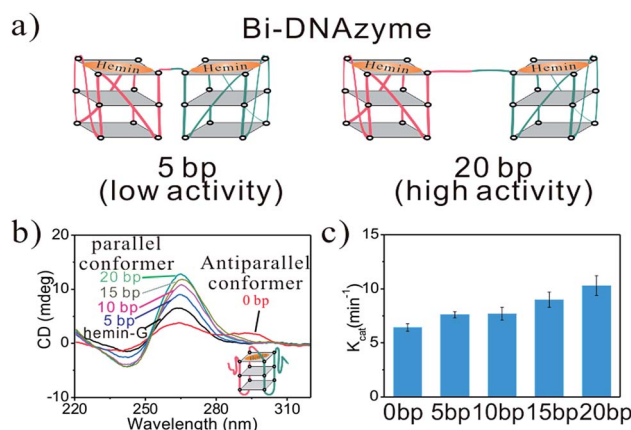 a) Bi-DNAzyme
Hemin Hemin Hemin Hemin
5 bp 20 bp
(low activity) (high activity)
b)
CD (mdeg)
20
10
0
-10
parallel
conformer
20 bp
15 bp
10 bp
5 bp
hemin-G
Antiparallel
conformer
0 bp
220 250 280 310
Wavelength (nm)
c)
Kcat(min-1)
15
10
5
0
0bp 5bp 10bp 15bp 20bp